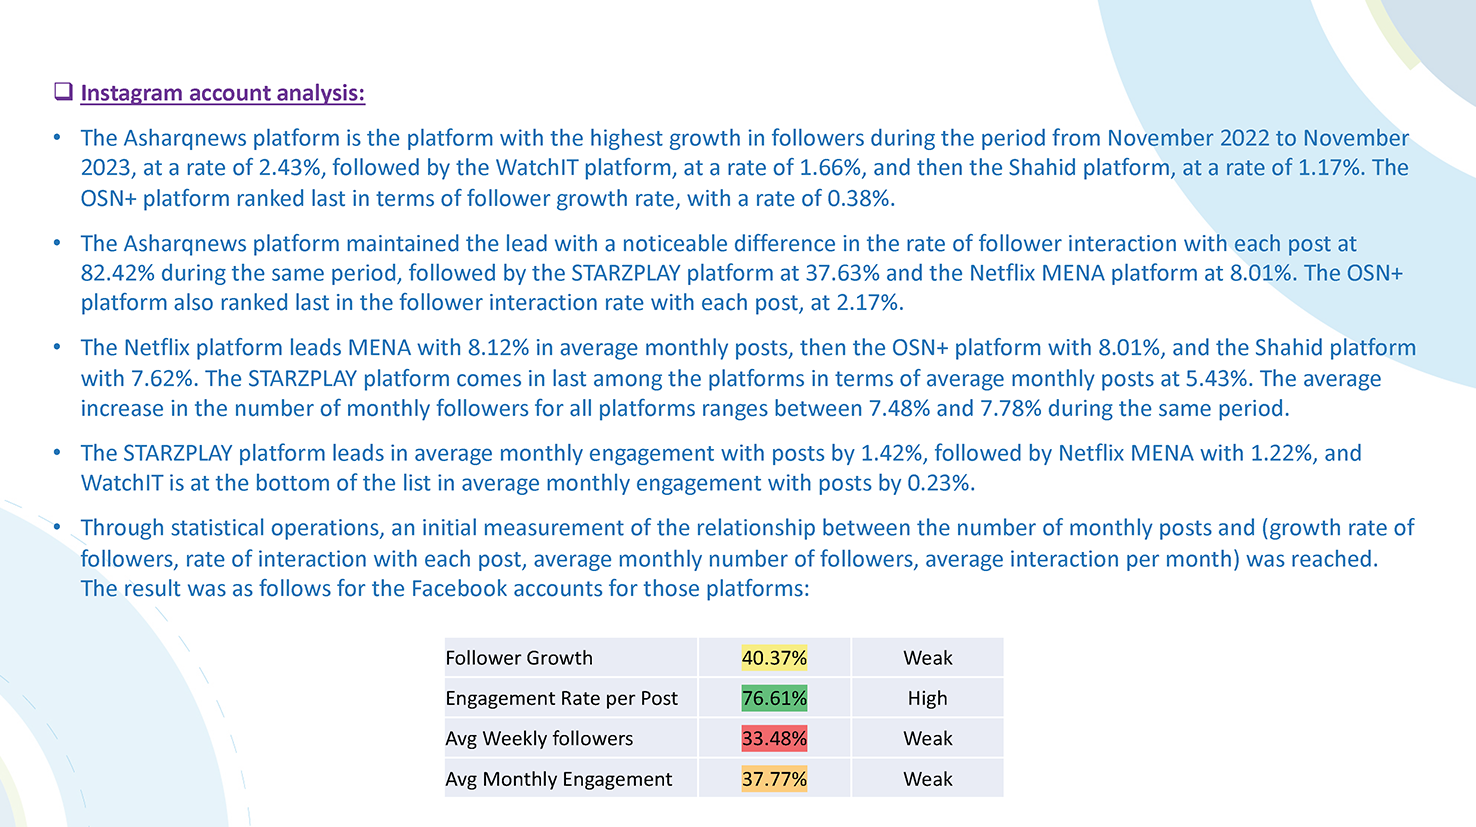 Instagram account analysis:
• The Asharqnews platform is the platform with the highest growth in followers during the period from November 2022 to November
2023, at a rate of 2.43%, followed by the WatchIT platform, at a rate of 1.66%, and then the Shahid platform, at a rate of 1.17%. The
OSN+ platform ranked last in terms of follower growth rate, with a rate of 0.38%.
• The Asharqnews platform maintained the lead with a noticeable difference in the rate of follower interaction with each post at
82.42% during the same period, followed by the STARZPLAY platform at 37.63% and the Netflix MENA platform at 8.01%. The OSN+
platform also ranked last in the follower interaction rate with each post, at 2.17%.
• The Netflix platform leads MENA with 8.12% in average monthly posts, then the OSN+ platform with 8.01%, and the Shahid platform
with 7.62%. The STARZPLAY platform comes in last among the platforms in terms of average monthly posts at 5.43%. The average
increase in the number of monthly followers for all platforms ranges between 7.48% and 7.78% during the same period.
• The STARZPLAY platform leads in average monthly engagement with posts by 1.42%, followed by Netflix MENA with 1.22%, and
WatchIT is at the bottom of the list in average monthly engagement with posts by 0.23%.
• Through statistical operations, an initial measurement of the relationship between the number of monthly posts and (growth rate of
followers, rate of interaction with each post, average monthly number of followers, average interaction per month) was reached.
The result was as follows for the Facebook accounts for those platforms:
Follower Growth 40.37% Weak
Engagement Rate per Post 76.61% High
Avg Weekly followers 33.48% Weak
Avg Monthly Engagement 37.77% Weak